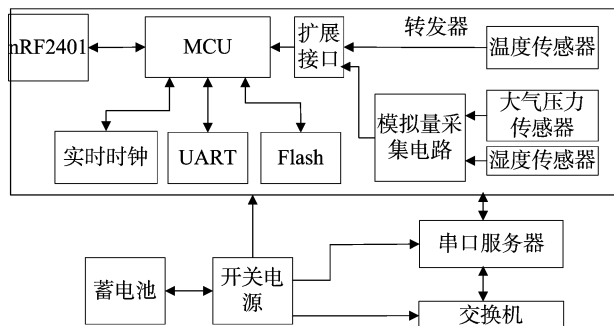 nRF2401
MCU
扩展
接口
转发器
温度传感器
大气压力
传感器
模拟量采
集电路
湿度传感器
实时时钟
UART
Flash
串口服务器
蓄电池
开关电
源
交换机